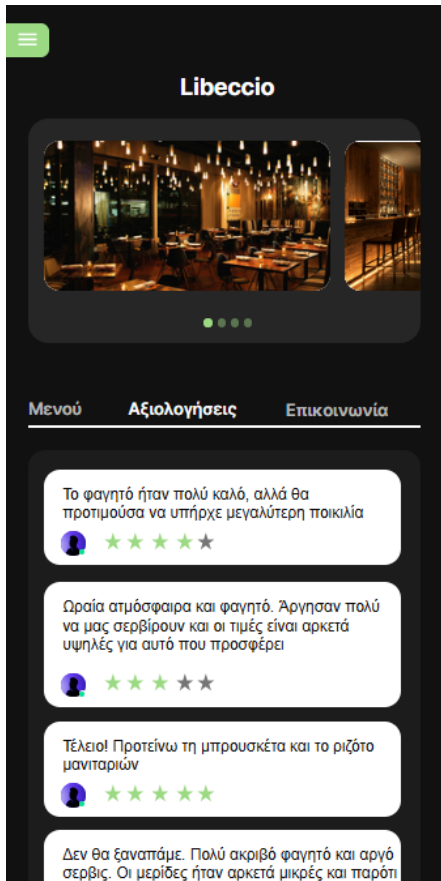 Libeccio
Μενού Αξιολογήσεις Επικοινωνία
Το φαγητό ήταν πολύ καλό, αλλά θα
προτιμούσα να υπήρχε μεγαλύτερη ποικιλία
Ωραία ατμόσφαιρα και φαγητό. Άργησαν πολύ
να μας σερβίρουν και οι τιμές είναι αρκετά
υψηλές για αυτό που προσφέρει
Τέλειο! Προτείνω τη μπρουσκέτα και το ριζότο
μανιταριών
Δεν θα ξαναπάμε. Πολύ ακριβό φαγητό και αργό
σερβις. Οι μερίδες ήταν αρκετά μικρές και παρότι